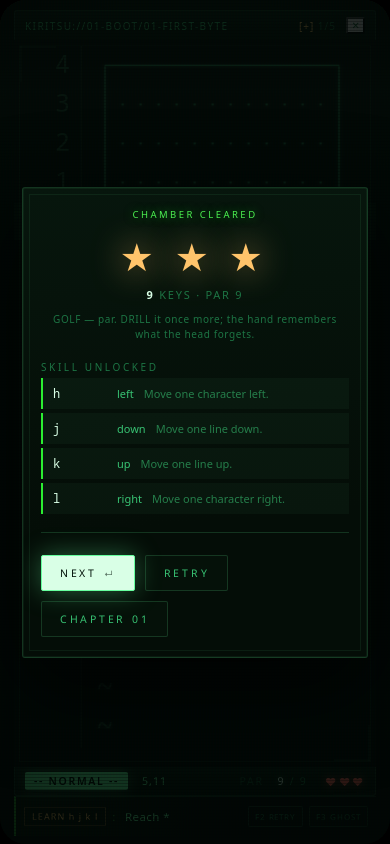 KIRITSU://01-BOOT/01-FIRST-BYTE [+] 1/8
4
3
2
1
CHAMBER CLEARED
★ ★ ★
9 KEYS · PAR 9
GOLF — par. DRILL it once more; the hand remembers
what the head forgets.
SKILL UNLOCKED
h left Move one character left.
j down Move one line down.
k up Move one line up.
l right Move one character right.
NEXT ↵ RETRY
CHAPTER 01
~
~
-- NORMAL -- 5,11 9 / 9 ♥♥♥
LEARN h j k l Reach *